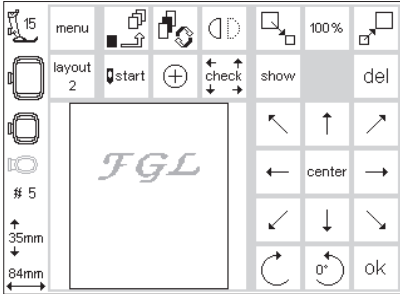 15 menu 100%
layout 2 start check show del
FGL
center
# 5
35mm
84mm 0° ok